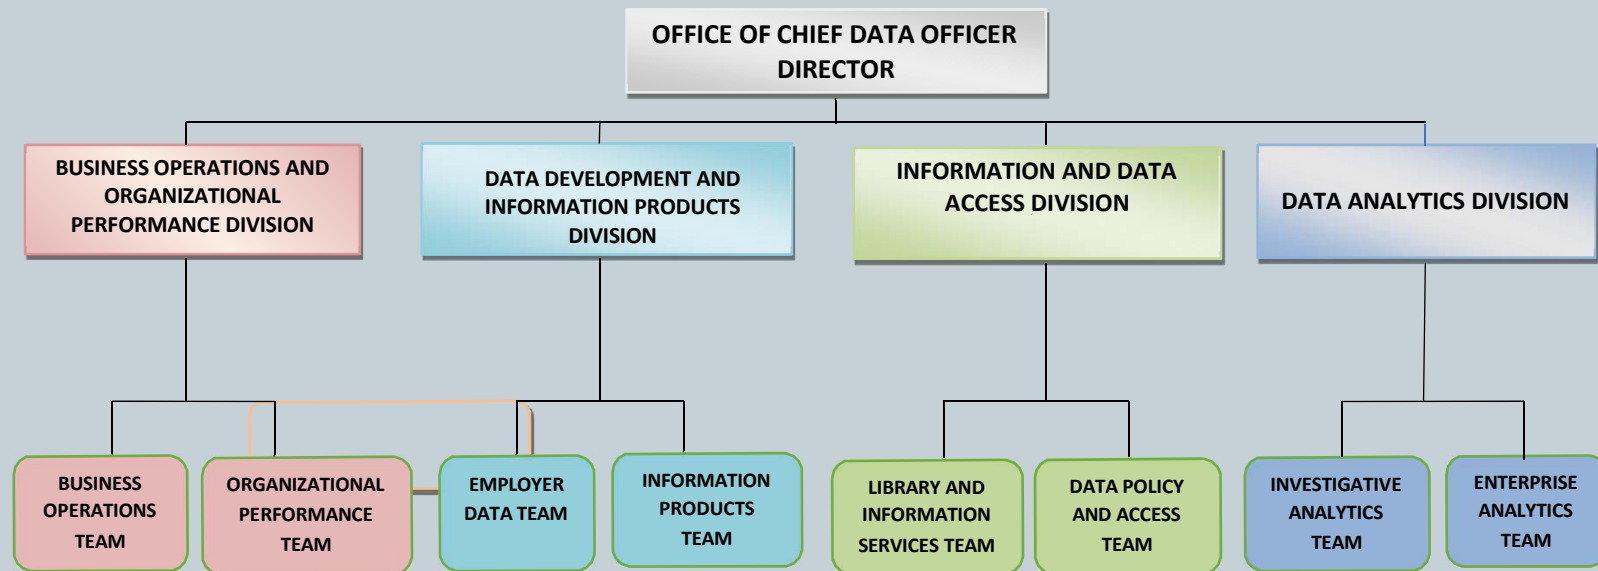 OFFICE OF CHIEF DATA OFFICER
DIRECTOR
BUSINESS OPERATIONS AND
ORGANIZATIONAL
PERFORMANCE DIVISION
DATA DEVELOPMENT AND
INFORMATION PRODUCTS
DIVISION
INFORMATION AND DATA
ACCESS DIVISION
DATA ANALYTICS DIVISION
BUSINESS
OPERATIONS
TEAM
ORGANIZATIONAL
PERFORMANCE
TEAM
EMPLOYER
DATA TEAM
INFORMATION
PRODUCTS
TEAM
LIBRARY AND
INFORMATION
SERVICES TEAM
DATA POLICY
AND ACCESS
TEAM
INVESTIGATIVE
ANALYTICS
TEAM
ENTERPRISE
ANALYTICS
TEAM